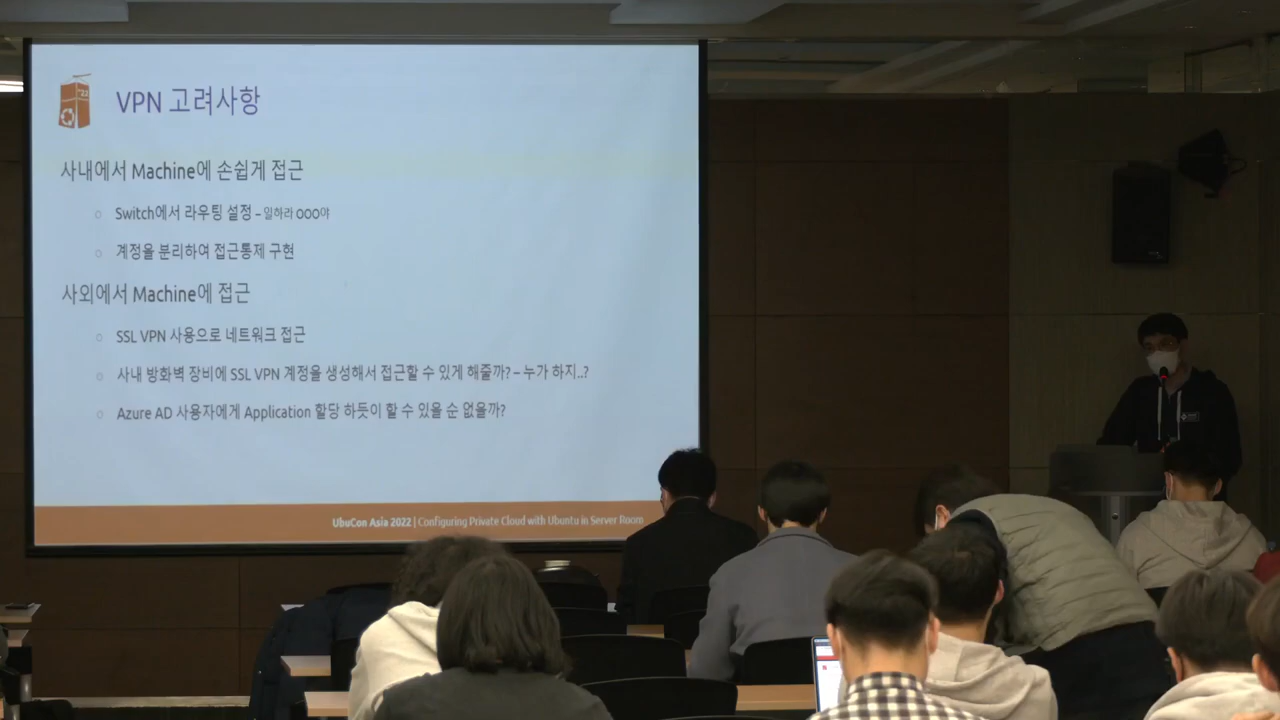 VPN 고려사항
사내에서 Machine에 손쉽게 접근
Switch에서 라우팅 설정 – 일하라 OOO야
계정을 분리하여 접근통제 구현
사외에서 Machine에 접근
SSL VPN 사용으로 네트워크 접근
사내 방화벽 장비에 SSL VPN 계정을 생성해서 접근할 수 있게 해줄까? – 누가 하지..?
Azure AD 사용자에게 Application 할당 하듯이 할 수 있을 순 없을까?
UbuCon Asia 2022 | Configuring Private Cloud with Ubuntu in Server Room